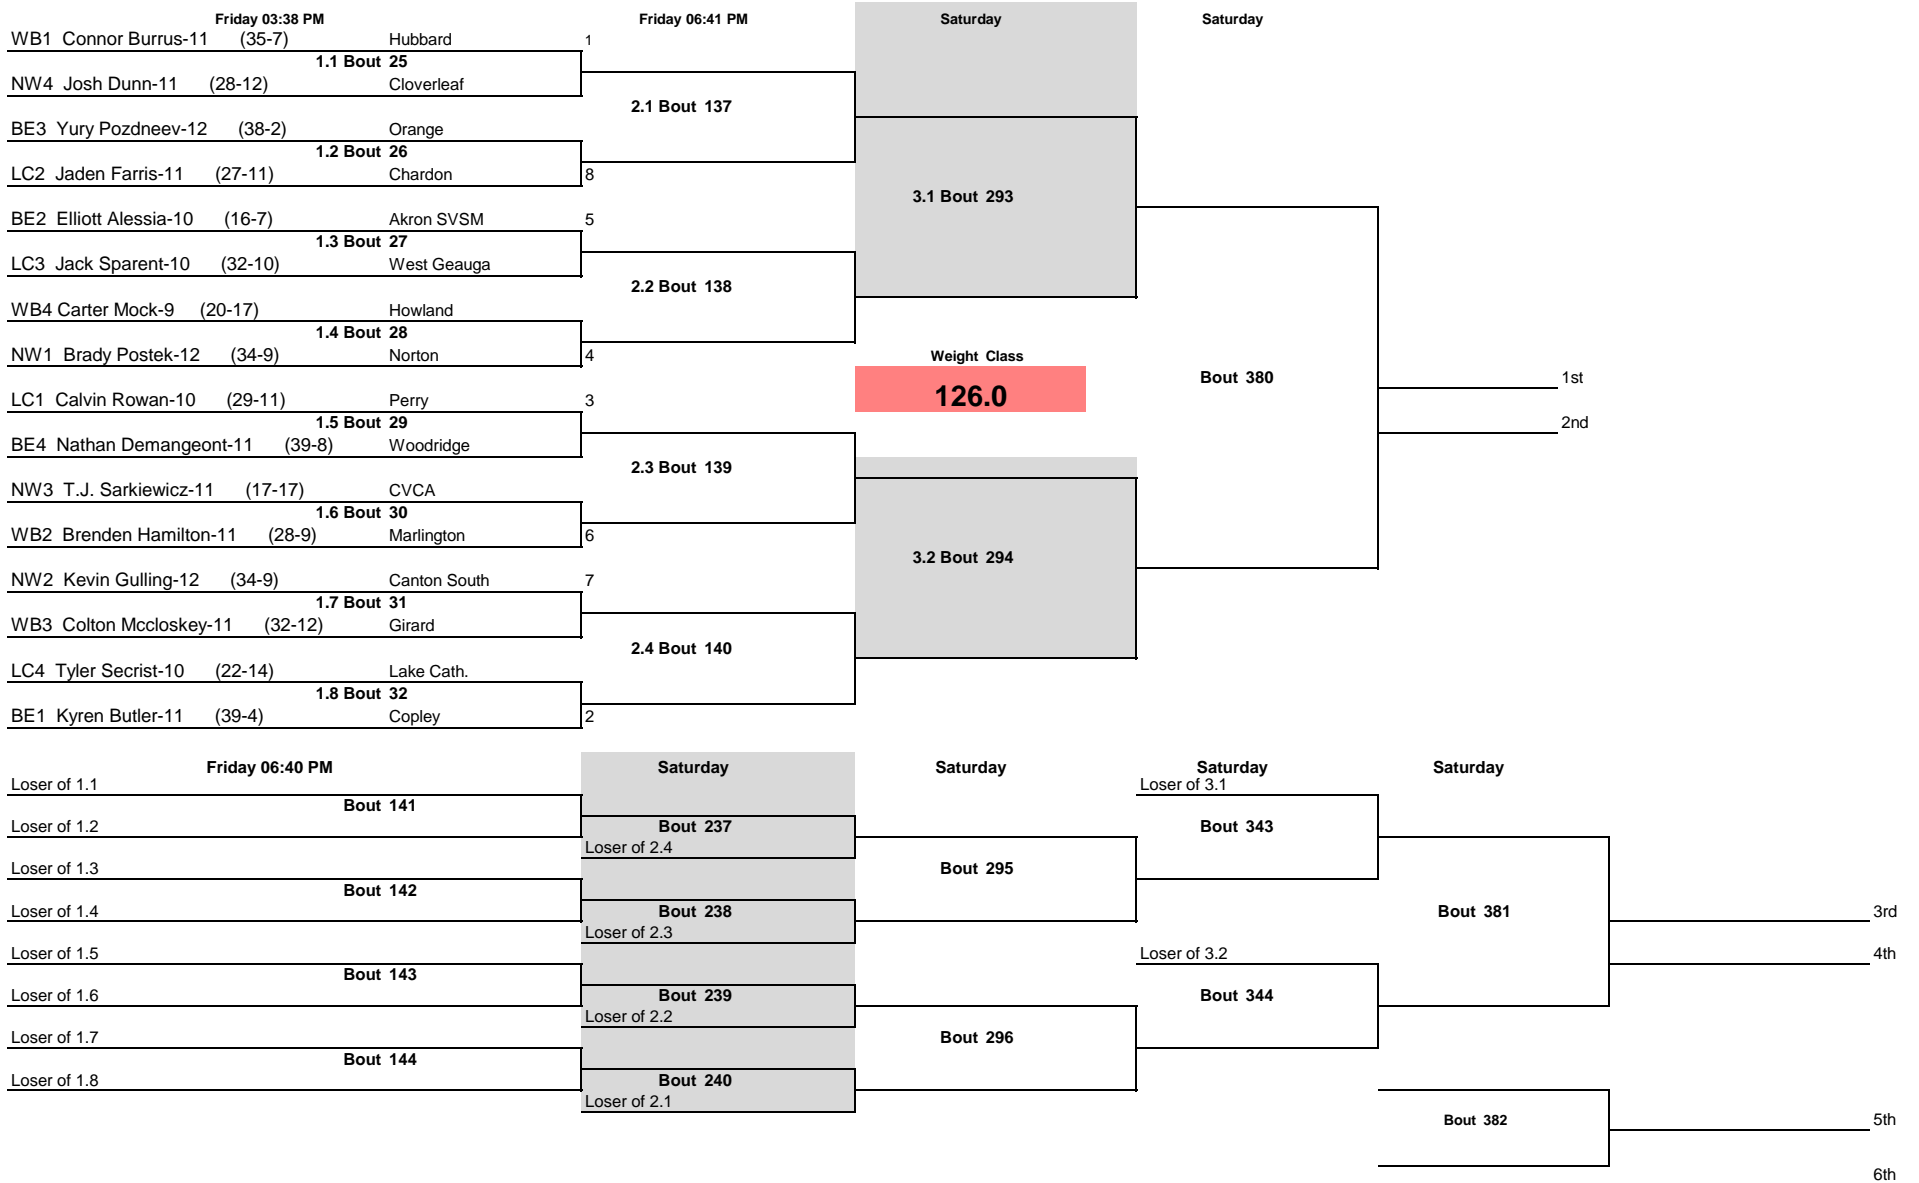 Friday 03:38 PM Friday 06:41 PM Saturday Saturday
WB1 Connor Burrus-11 (35-7) Hubbard 1
1.1 Bout 25
NW4 Josh Dunn-11 (28-12) Cloverleaf
2.1 Bout 137
BE3 Yury Pozdneev-12 (38-2) Orange
1.2 Bout 26
LC2 Jaden Farris-11 (27-11) Chardon 8
3.1 Bout 293
BE2 Elliott Alessia-10 (16-7) Akron SVSM 5
1.3 Bout 27
LC3 Jack Sparent-10 (32-10) West Geauga
2.2 Bout 138
WB4 Carter Mock-9 (20-17) Howland
1.4 Bout 28
NW1 Brady Postek-12 (34-9) Norton 4 Weight Class
Bout 380 1st
LC1 Calvin Rowan-10 (29-11) Perry 3 126.0
1.5 Bout 29 2nd
BE4 Nathan Demangeont-11 (39-8) Woodridge
2.3 Bout 139
NW3 T.J. Sarkiewicz-11 (17-17) CVCA
1.6 Bout 30
WB2 Brenden Hamilton-11 (28-9) Marlington 6
3.2 Bout 294
NW2 Kevin Gulling-12 (34-9) Canton South 7
1.7 Bout 31
WB3 Colton Mccloskey-11 (32-12) Girard
2.4 Bout 140
LC4 Tyler Secrist-10 (22-14) Lake Cath.
1.8 Bout 32
BE1 Kyren Butler-11 (39-4) Copley 2
Friday 06:40 PM Saturday Saturday Saturday Saturday
Loser of 1.1 Loser of 3.1
Bout 141
Loser of 1.2 Bout 237 Bout 343
Loser of 2.4
Loser of 1.3 Bout 295
Bout 142
Loser of 1.4 Bout 238 Bout 381 3rd
Loser of 2.3
Loser of 1.5 Loser of 3.2 4th
Bout 143
Loser of 1.6 Bout 239 Bout 344
Loser of 2.2
Loser of 1.7 Bout 296
Bout 144
Loser of 1.8 Bout 240
Loser of 2.1
Bout 382 5th
6th